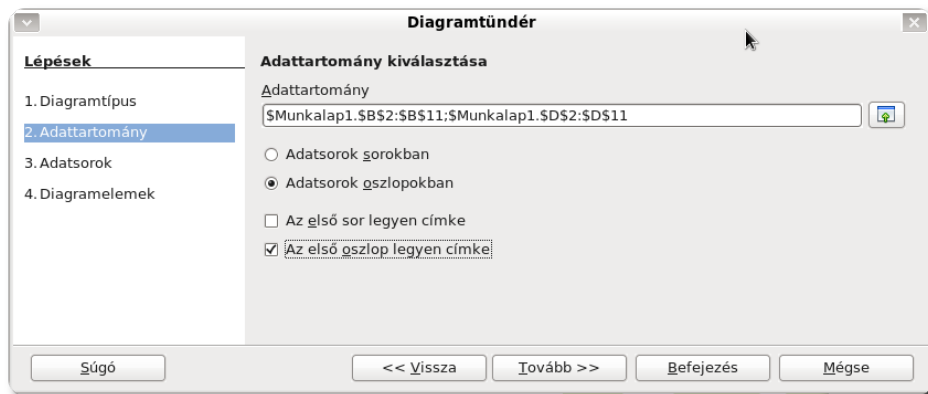 Diagramtündér
Lépések
1. Diagramtípus
2. Adattartomány
3. Adatsorok
4. Diagramelemek
Adattartomány kiválasztása
Adattartomány
$Munkalap1.$B$2:$B$11;$Munkalap1.$D$2:$D$11
Adatsorok sorokban
Adatsorok oszlopokban
Az első sor legyen címke
Az első oszlop legyen címke
Súgó
<< Vissza
Tovább >>
Befejezés
Mégse